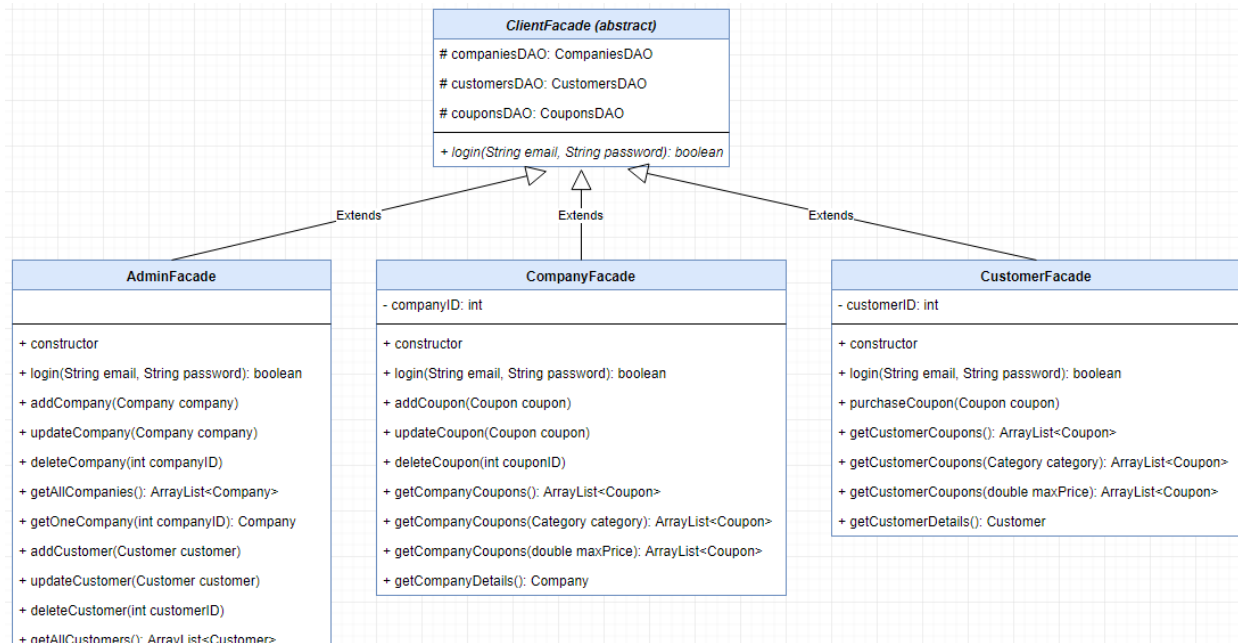 ClientFacade (abstract)
# companiesDAO: CompaniesDAO
# customersDAO: CustomersDAO
# couponsDAO: CouponsDAO
+ login(String email, String password): boolean
Extends
Extends
Extends
AdminFacade
+ constructor
+ login(String email, String password): boolean
+ addCompany(Company company)
+ updateCompany(Company company)
+ deleteCompany(int companyID)
+ getAllCompanies(): ArrayList<Company>
+ getOneCompany(int companyID): Company
+ addCustomer(Customer customer)
+ updateCustomer(Customer customer)
+ deleteCustomer(int customerID)
+ getAllCustomers(): ArrayList<Customer>
CompanyFacade
- companyID: int
+ constructor
+ login(String email, String password): boolean
+ addCoupon(Coupon coupon)
+ updateCoupon(Coupon coupon)
+ deleteCoupon(int couponID)
+ getCompanyCoupons(): ArrayList<Coupon>
+ getCompanyCoupons(Category category): ArrayList<Coupon>
+ getCompanyCoupons(double maxPrice): ArrayList<Coupon>
+ getCompanyDetails(): Company
CustomerFacade
- customerID: int
+ constructor
+ login(String email, String password): boolean
+ purchaseCoupon(Coupon coupon)
+ getCustomerCoupons(): ArrayList<Coupon>
+ getCustomerCoupons(Category category): ArrayList<Coupon>
+ getCustomerCoupons(double maxPrice): ArrayList<Coupon>
+ getCustomerDetails(): Customer